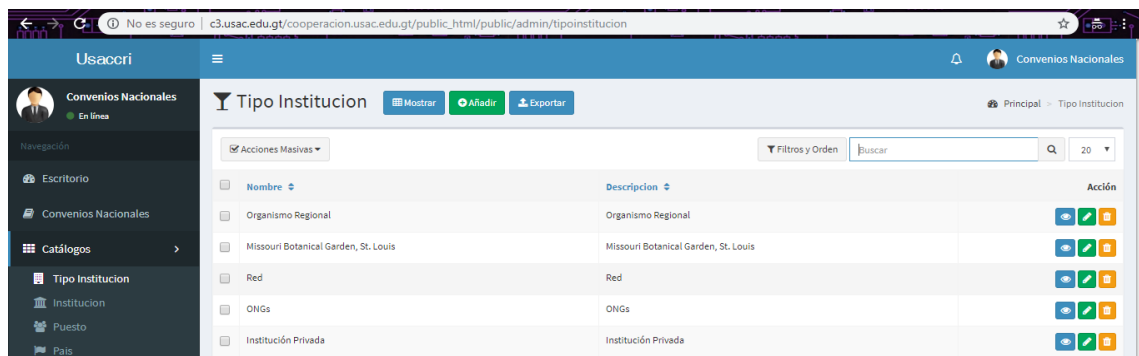 No es seguro | c3.usac.edu.gt/cooperacion.usac.edu.gt/public_html/public/admin/tipoinstitucion
Usaccri
Convenios Nacionales
Convenios Nacionales
En línea
Tipo Institucion
Mostrar
Añadir
Exportar
Principal > Tipo Institucion
Navegación
Acciones Masivas
Filtros y Orden
Buscar
20
Escritorio
Convenios Nacionales
Catálogos
Tipo Institucion
Institucion
Puesto
Pais
Nombre Descripcion Acción
Organismo Regional Organismo Regional
Missouri Botanical Garden, St. Louis Missouri Botanical Garden, St. Louis
Red Red
ONGs ONGs
Institución Privada Institución Privada